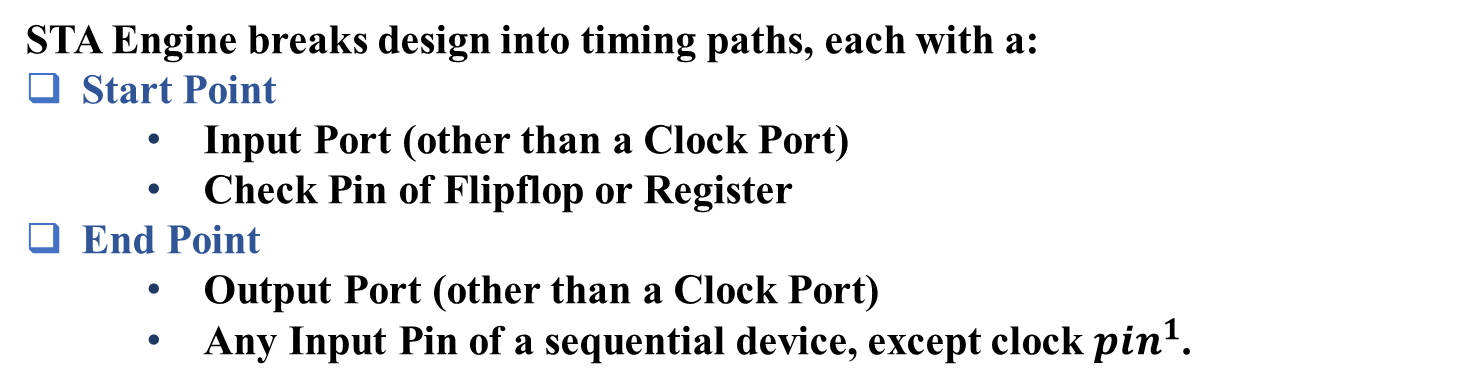 STA Engine breaks design into timing paths, each with a:
❑ Start Point
• Input Port (other than a Clock Port)
• Check Pin of Flipflop or Register
❑ End Point
• Output Port (other than a Clock Port)
• Any Input Pin of a sequential device, except clock pin¹.